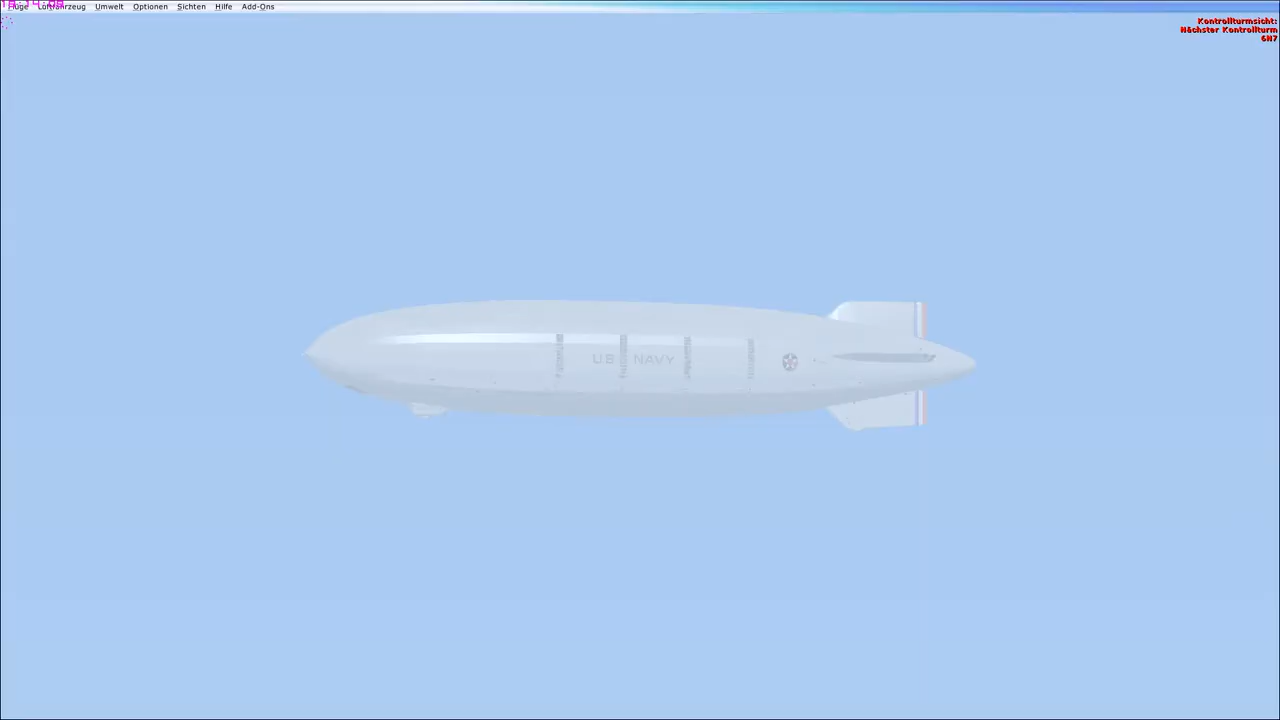 Flüge Luftfahrzeug Umwelt Optionen Sichten Hilfe Add-Ons
Kontrollturmsicht:
Nächster Kontrollturm
6N7
U.S. NAVY